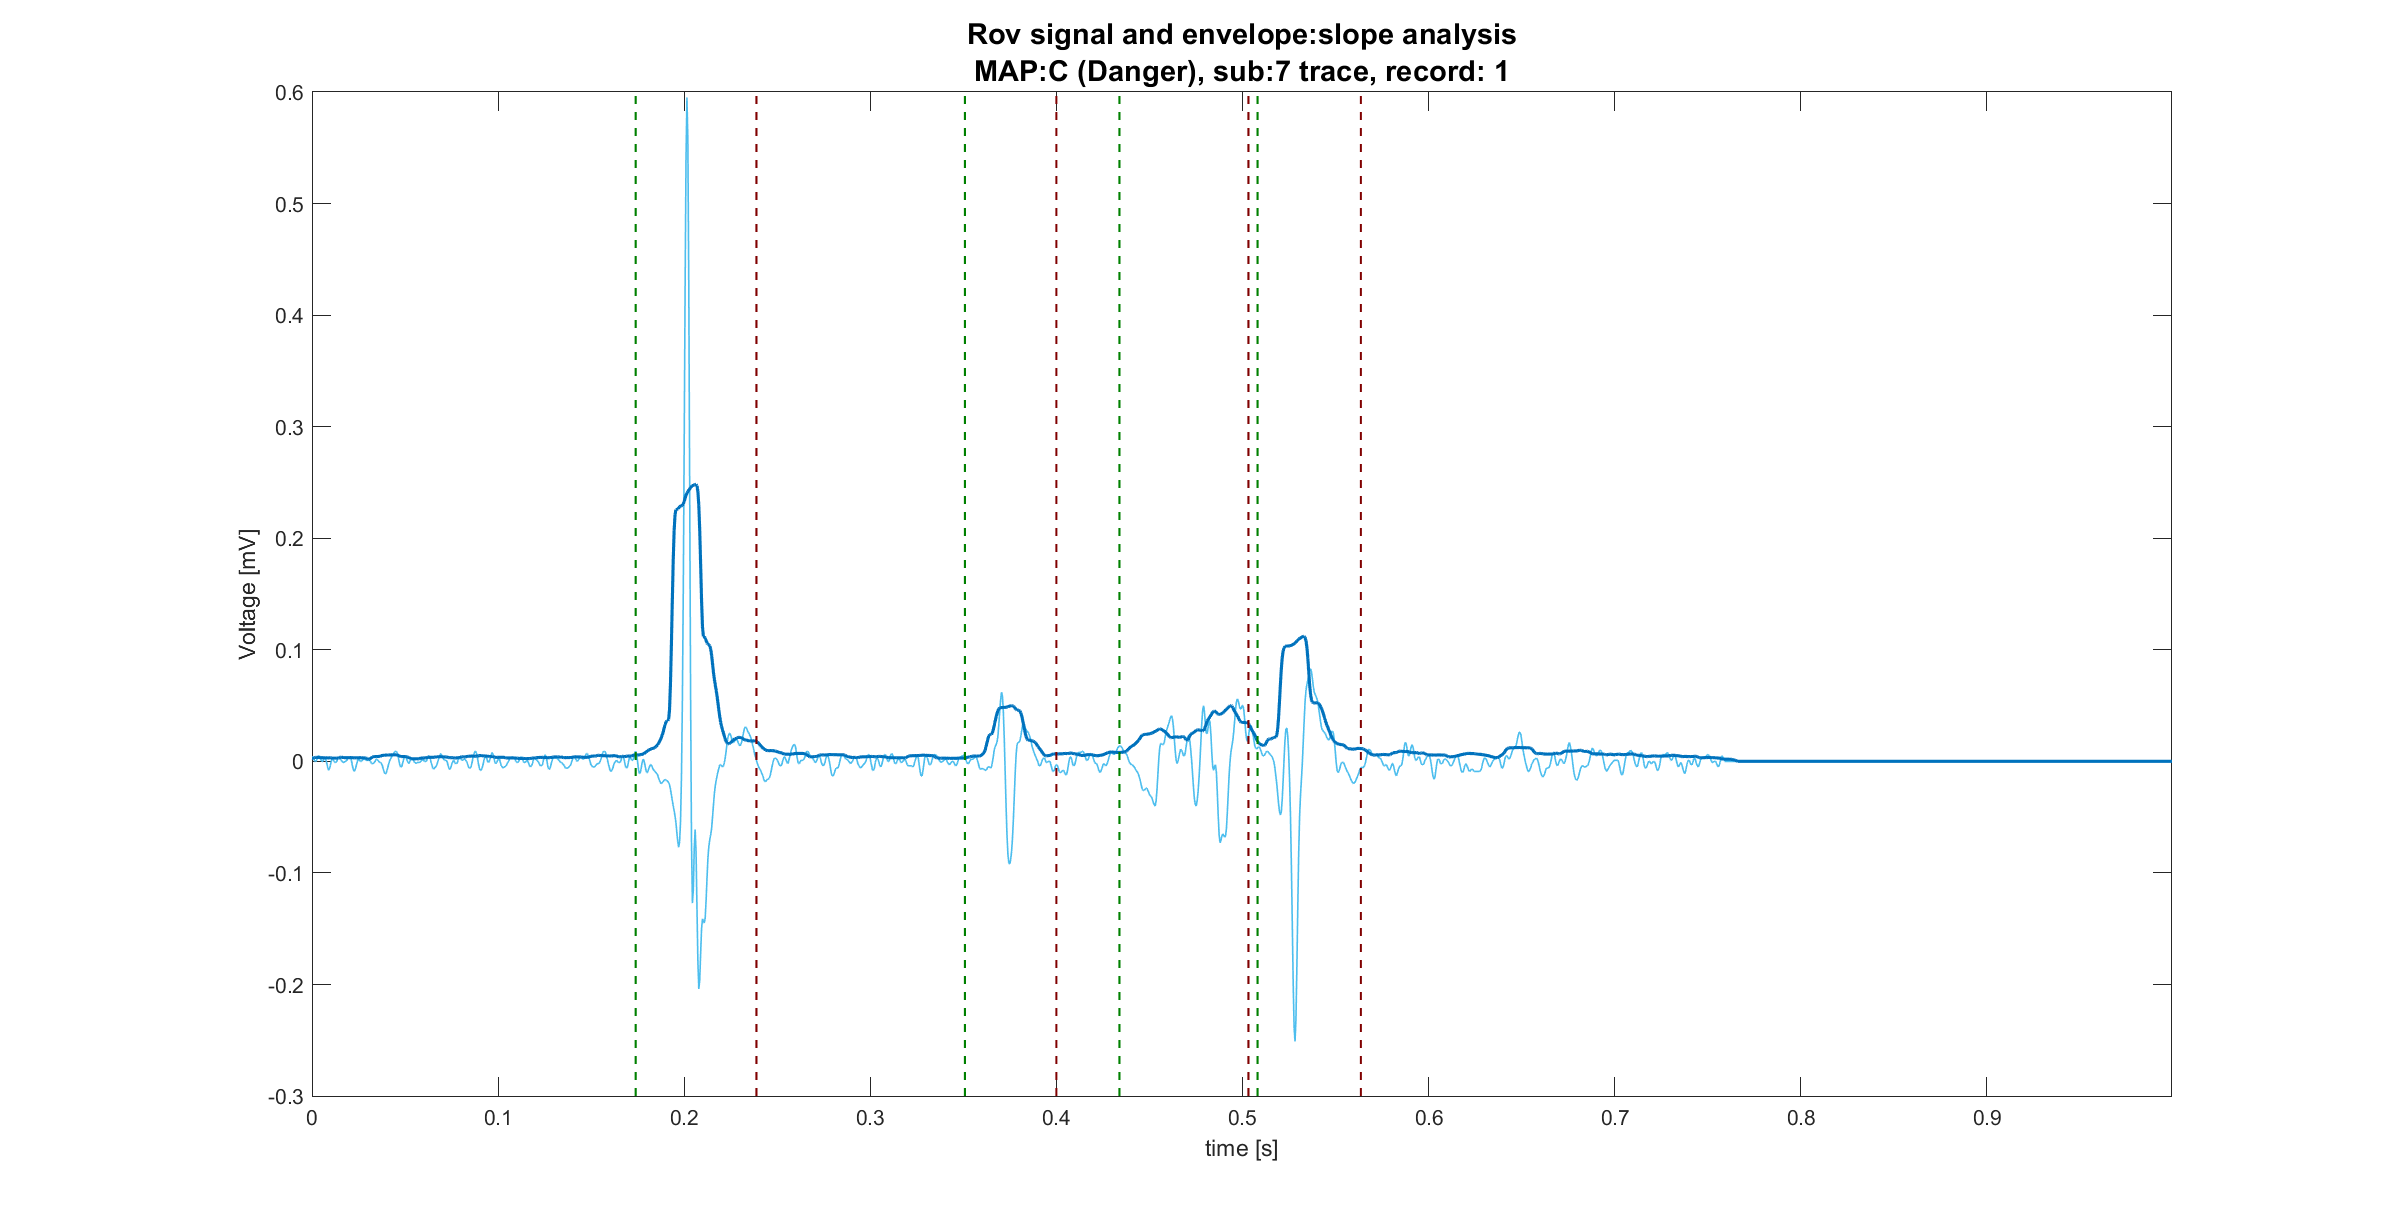 Rov signal and envelope:slope analysis
MAP:C (Danger), sub:7 trace, record: 1
0.6
0.5
0.4
0.3
0.2
0.1
0
-0.1
-0.2
-0.3
Voltage [mV]
0 0.1 0.2 0.3 0.4 0.5 0.6 0.7 0.8 0.9
time [s]